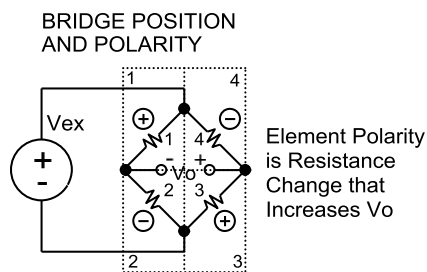 BRIDGE POSITION
AND POLARITY
1
4
Vex
+
-
+
-
1
4
-
Vo
+
2
3
-
+
2
3
Element Polarity
is Resistance
Change that
Increases Vo